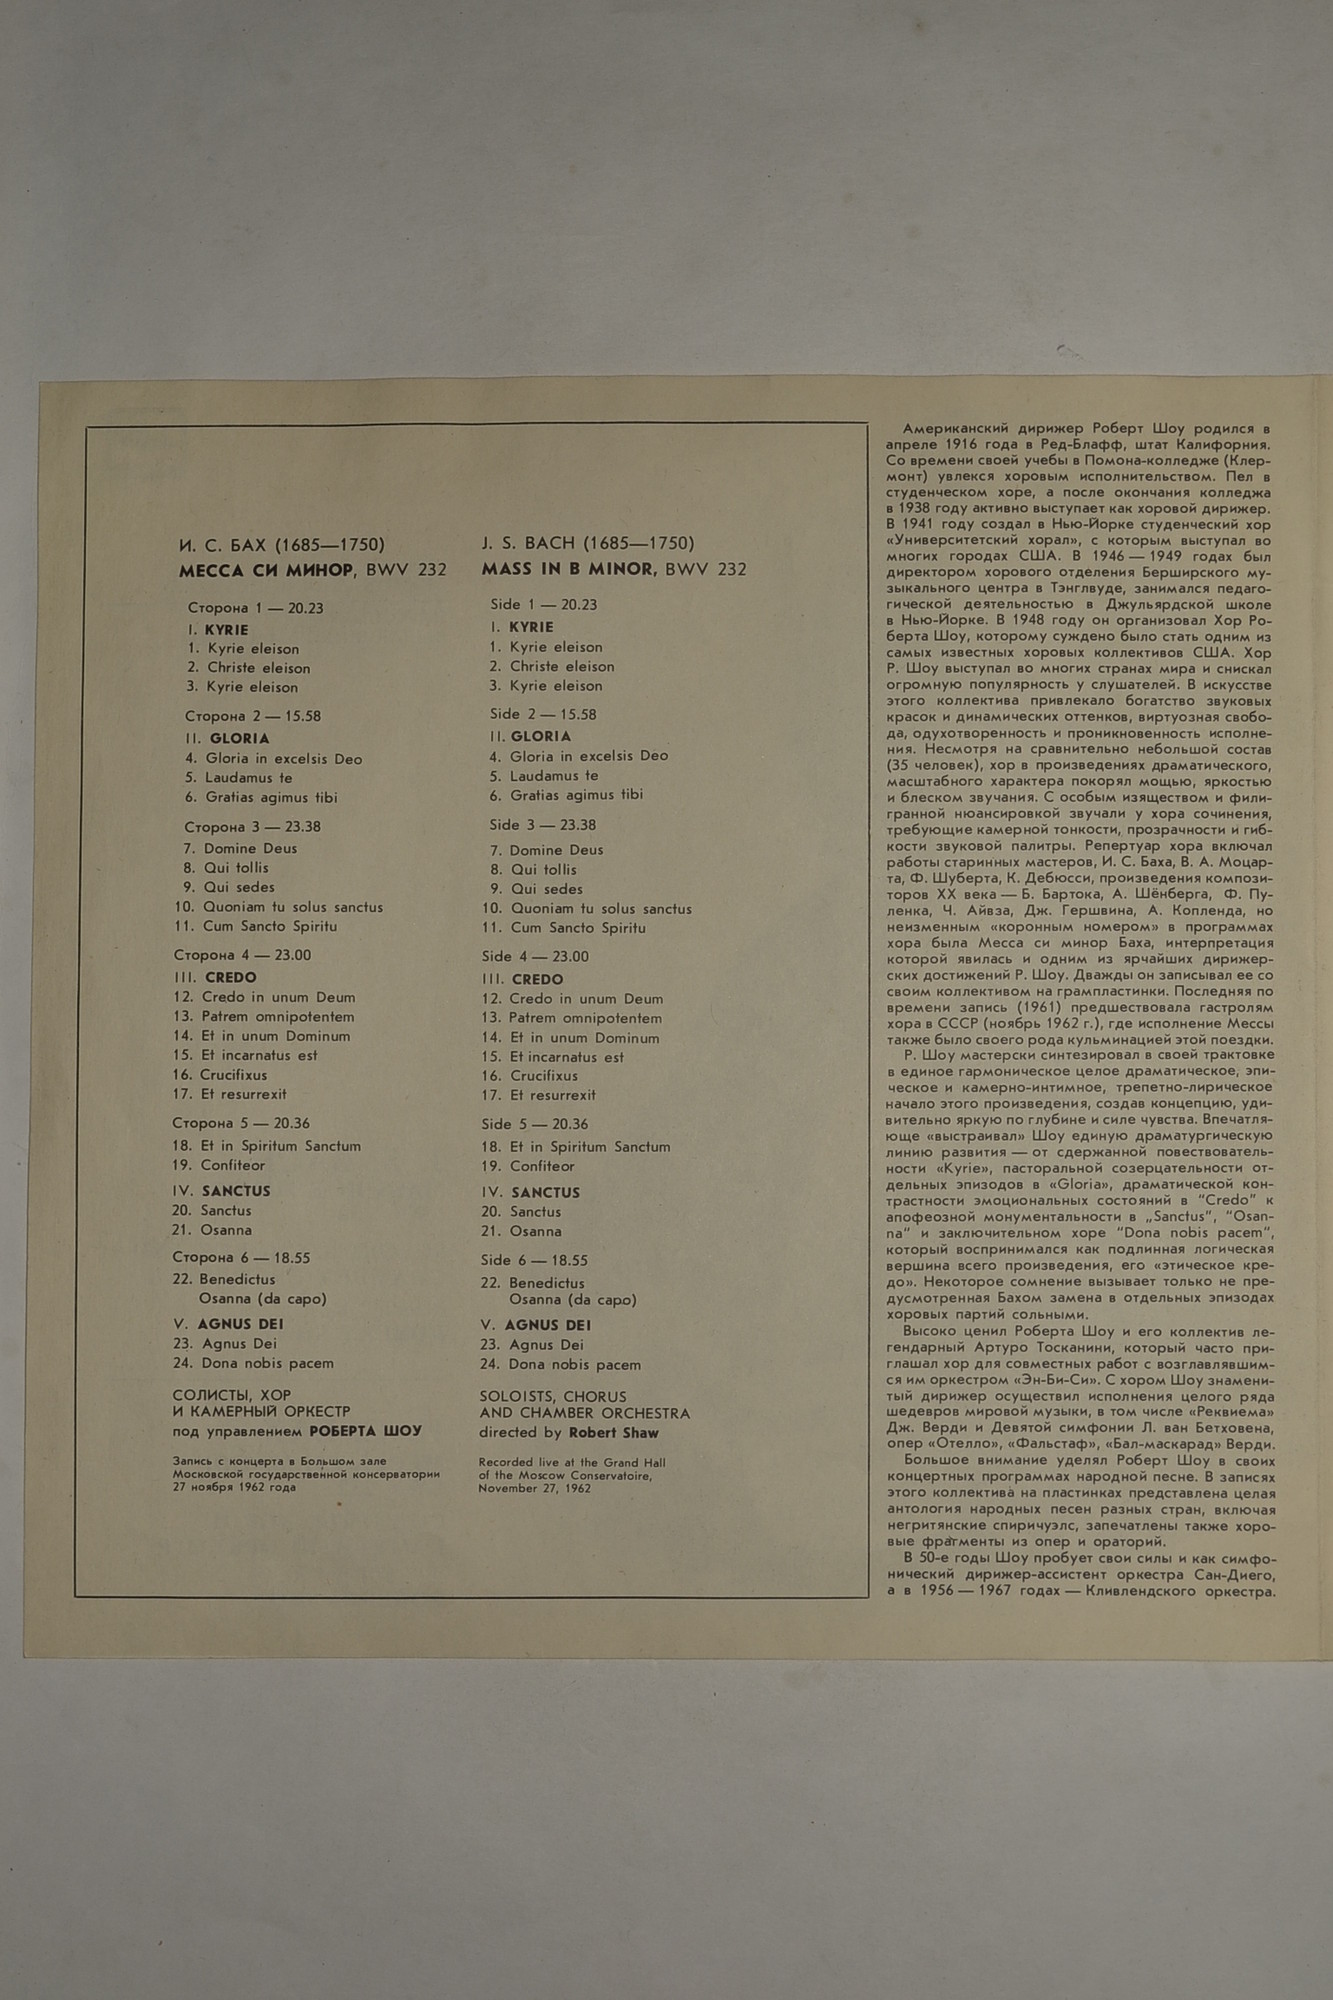 И. С. БАХ (1685—1750)
МЕССА СИ МИНОР, BWV 232
Сторона 1 — 20.23
I. KYRIE
1. Kyrie eleison
2. Christe eleison
3. Kyrie eleison
Сторона 2 — 15.58
II. GLORIA
4. Gloria in excelsis Deo
5. Laudamus te
6. Gratias agimus tibi
Сторона 3 — 23.38
7. Domine Deus
8. Qui tollis
9. Qui sedes
10. Quoniam tu solus sanctus
11. Cum Sancto Spiritu
Сторона 4 — 23.00
III. CREDO
12. Credo in unum Deum
13. Patrem omnipotentem
14. Et in unum Dominum
15. Et incarnatus est
16. Crucifixus
17. Et resurrexit
Сторона 5 — 20.36
18. Et in Spiritum Sanctum
19. Confiteor
IV. SANCTUS
20. Sanctus
21. Osanna
Сторона 6 — 18.55
22. Benedictus
Osanna (da capo)
V. AGNUS DEI
23. Agnus Dei
24. Dona nobis pacem
СОЛИСТЫ, ХОР
И КАМЕРНЫЙ ОРКЕСТР
под управлением РОБЕРТА ШОУ
Запись с концерта в Большом зале
Московской государственной консерватории
27 ноября 1962 года
J. S. BACH (1685—1750)
MASS IN B MINOR, BWV 232
Side 1 — 20.23
I. KYRIE
1. Kyrie eleison
2. Christe eleison
3. Kyrie eleison
Side 2 — 15.58
II. GLORIA
4. Gloria in excelsis Deo
5. Laudamus te
6. Gratias agimus tibi
Side 3 — 23.38
7. Domine Deus
8. Qui tollis
9. Qui sedes
10. Quoniam tu solus sanctus
11. Cum Sancto Spiritu
Side 4 — 23.00
III. CREDO
12. Credo in unum Deum
13. Patrem omnipotentem
14. Et in unum Dominum
15. Et incarnatus est
16. Crucifixus
17. Et resurrexit
Side 5 — 20.36
18. Et in Spiritum Sanctum
19. Confiteor
IV. SANCTUS
20. Sanctus
21. Osanna
Side 6 — 18.55
22. Benedictus
Osanna (da capo)
V. AGNUS DEI
23. Agnus Dei
24. Dona nobis pacem
SOLOISTS, CHORUS
AND CHAMBER ORCHESTRA
directed by Robert Shaw
Recorded live at the Grand Hall
of the Moscow Conservatoire,
November 27, 1962
Американский дирижер Роберт Шоу родился в
апреле 1916 года в Ред-Блафф, штат Калифорния.
Со времени своей учебы в Помона-колледже (Клер-
монт) увлекся хоровым исполнительством. Пел в
студенческом хоре, а после окончания колледжа
в 1938 году активно выступает как хоровой дирижер.
В 1941 году создал в Нью-Йорке студенческий хор
«Университетский хорал», с которым выступал во
многих городах США. В 1946 — 1949 годах был
директором хорового отделения Берширского му-
зыкального центра в Тэнглвуде, занимался педаго-
гической деятельностью в Джульярдской школе
в Нью-Йорке. В 1948 году он организовал Хор Ро-
берта Шоу, которому суждено было стать одним из
самых известных хоровых коллективов США. Хор
Р. Шоу выступал во многих странах мира и снискал
огромную популярность у слушателей. В искусстве
этого коллектива привлекало богатство звуковых
красок и динамических оттенков, виртуозная свобо-
да, одухотворенность и проникновенность исполне-
ния. Несмотря на сравнительно небольшой состав
(35 человек), хор в произведениях драматического,
масштабного характера покорял мощью, яркостью
и блеском звучания. С особым изяществом и фили-
гранной нюансировкой звучали у хора сочинения,
требующие камерной тонкости, прозрачности и гиб-
кости звуковой палитры. Репертуар хора включал
работы старинных мастеров, И. С. Баха, В. А. Моцар-
та, Ф. Шуберта, К. Дебюсси, произведения компози-
торов XX века — Б. Бартока, А. Шёнберга, Ф. Пу-
ленка, Ч. Айвза, Дж. Гершвина, А. Копленда, но
неизменным «коронным номером» в программах
хора была Месса си минор Баха, интерпретация
которой явилась и одним из ярчайших дирижер-
ских достижений Р. Шоу. Дважды он записывал ее со
своим коллективом на грампластинки. Последняя по
времени запись (1961) предшествовала гастролям
хора в СССР (ноябрь 1962 г.), где исполнение Мессы
также было своего рода кульминацией этой поездки.
Р. Шоу мастерски синтезировал в своей трактовке
в единое гармоническое целое драматическое, эпи-
ческое и камерно-интимное, трепетно-лирическое
начало этого произведения, создав концепцию, уди-
вительно яркую по глубине и силе чувства. Впечатля-
юще «выстраивал» Шоу единую драматургическую
линию развития — от сдержанной повествователь-
ности «Kyrie», пасторальной созерцательности от-
дельных эпизодов в «Gloria», драматической кон-
трастности эмоциональных состояний в "Credo" к
апофеозной монументальности в „Sanctus", "Osan-
na" и заключительном хоре "Dona nobis pacem",
который воспринимался как подлинная логическая
вершина всего произведения, его «этическое кре-
до». Некоторое сомнение вызывает только не пре-
дусмотренная Бахом замена в отдельных эпизодах
хоровых партий сольными.
Высоко ценил Роберта Шоу и его коллектив ле-
гендарный Артуро Тосканини, который часто при-
глашал хор для совместных работ с возглавлявшим-
ся им оркестром «Эн-Би-Си». С хором Шоу знамени-
тый дирижер осуществил исполнения целого ряда
шедевров мировой музыки, в том числе «Реквиема»
Дж. Верди и Девятой симфонии Л. ван Бетховена,
опер «Отелло», «Фальстаф», «Бал-маскарад» Верди.
Большое внимание уделял Роберт Шоу в своих
концертных программах народной песне. В записях
этого коллектива на пластинках представлена целая
антология народных песен разных стран, включая
негритянские спиричуэлс, запечатлены также хоро-
вые фрагменты из опер и ораторий.
В 50-е годы Шоу пробует свои силы и как симфо-
нический дирижер-ассистент оркестра Сан-Диего,
а в 1956 — 1967 годах — Кливлендского оркестра.